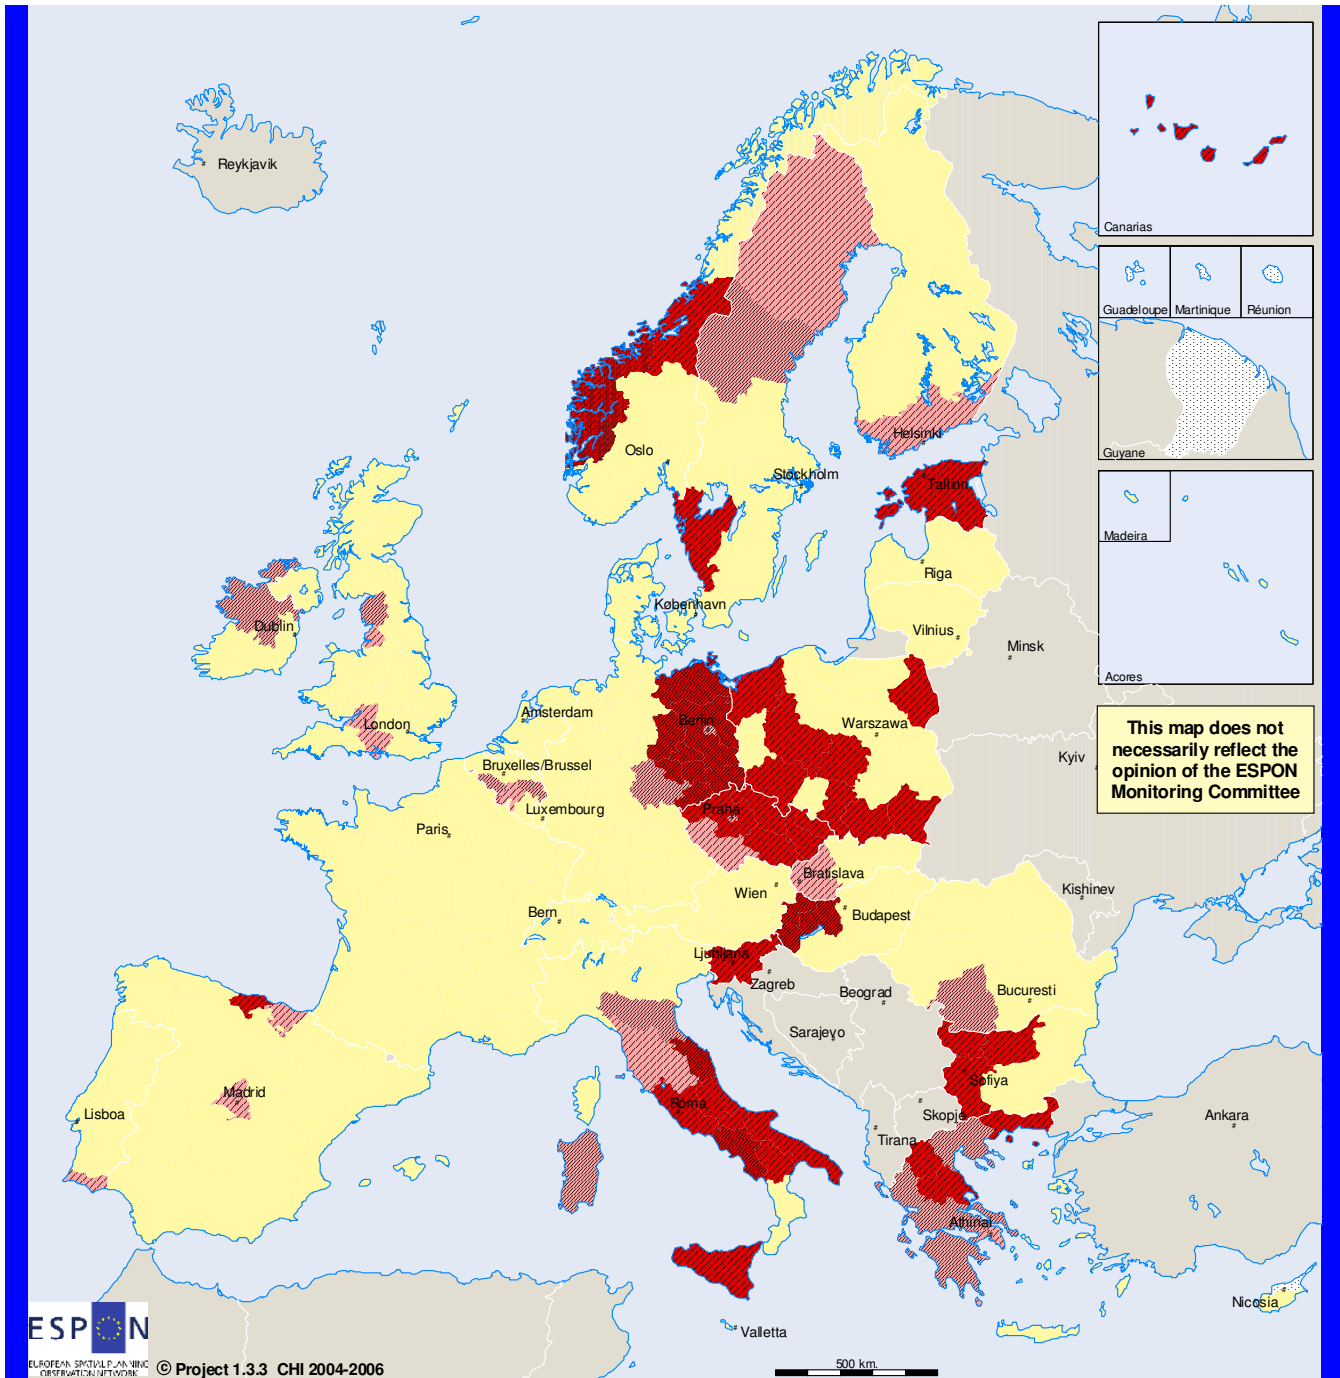 Reykjavik
Canarias
Guadeloupe
Martinique
Réunion
Guyane
Madeira
Acores
This map does not
necessarily reflect the
opinion of the ESPON
Monitoring Committee
Helsinki
Oslo
Stockholm
Tallinn
Riga
København
Vilnius
Minsk
Dublin
London
Amsterdam
Berlin
Warszawa
Kyiv
Bruxelles/Brussel
Luxembourg
Praha
Paris
Bratislava
Wien
Kishinev
Bern
Budapest
Ljubljana
Zagreb
Beograd
Bucuresti
Sarajevo
Sofiya
Madrid
Roma
Lisboa
Skopje
Tirana
Ankara
Athinai
Nicosia
Valletta
ESPON
EUROPEAN SPATIAL PLANNING
OBSERVATION NETWORK
© Project 1.3.3 CHI 2004-2006
500 km.